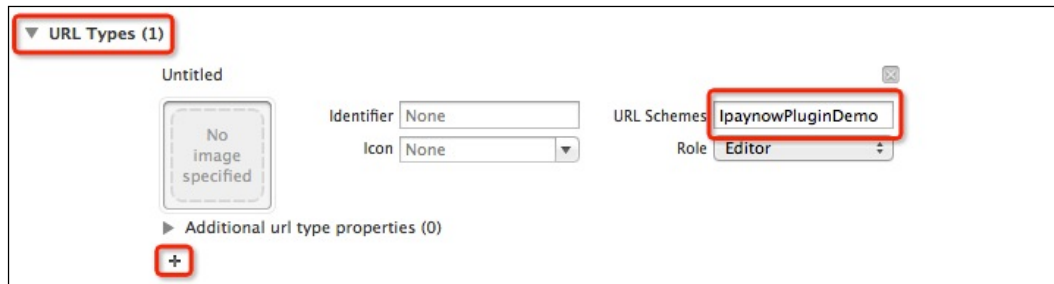 URL Types (1)
Untitled
Identifier None URL Schemes IpaynowPluginDemo
No image specified
Icon None Role Editor
Additional url type properties (0)
+